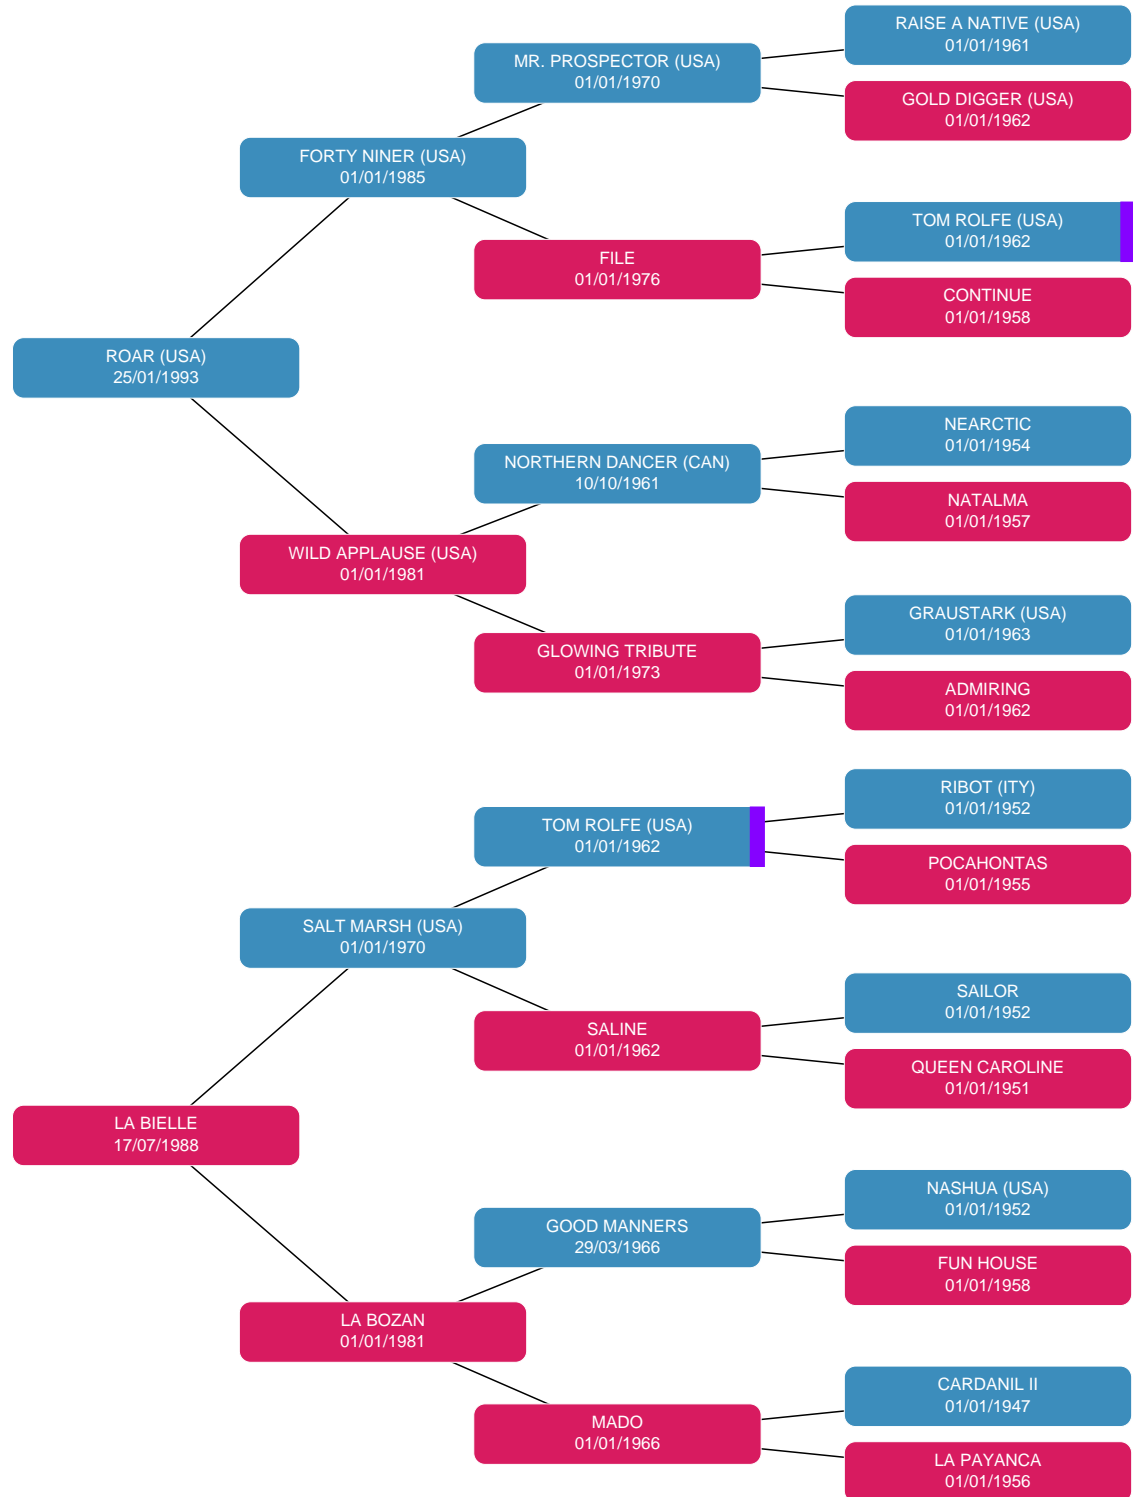 RAISE A NATIVE (USA)
01/01/1961
MR. PROSPECTOR (USA)
01/01/1970
GOLD DIGGER (USA)
01/01/1962
FORTY NINER (USA)
01/01/1985
TOM ROLFE (USA)
01/01/1962
FILE
01/01/1976
CONTINUE
01/01/1958
ROAR (USA)
25/01/1993
NEARCTIC
01/01/1954
NORTHERN DANCER (CAN)
10/10/1961
NATALMA
01/01/1957
WILD APPLAUSE (USA)
01/01/1981
GRAUSTARK (USA)
01/01/1963
GLOWING TRIBUTE
01/01/1973
ADMIRING
01/01/1962
RIBOT (ITY)
01/01/1952
TOM ROLFE (USA)
01/01/1962
POCAHONTAS
01/01/1955
SALT MARSH (USA)
01/01/1970
SAILOR
01/01/1952
SALINE
01/01/1962
QUEEN CAROLINE
01/01/1951
LA BIELLE
17/07/1988
NASHUA (USA)
01/01/1952
GOOD MANNERS
29/03/1966
FUN HOUSE
01/01/1958
LA BOZAN
01/01/1981
CARDANIL II
01/01/1947
MADO
01/01/1966
LA PAYANCA
01/01/1956